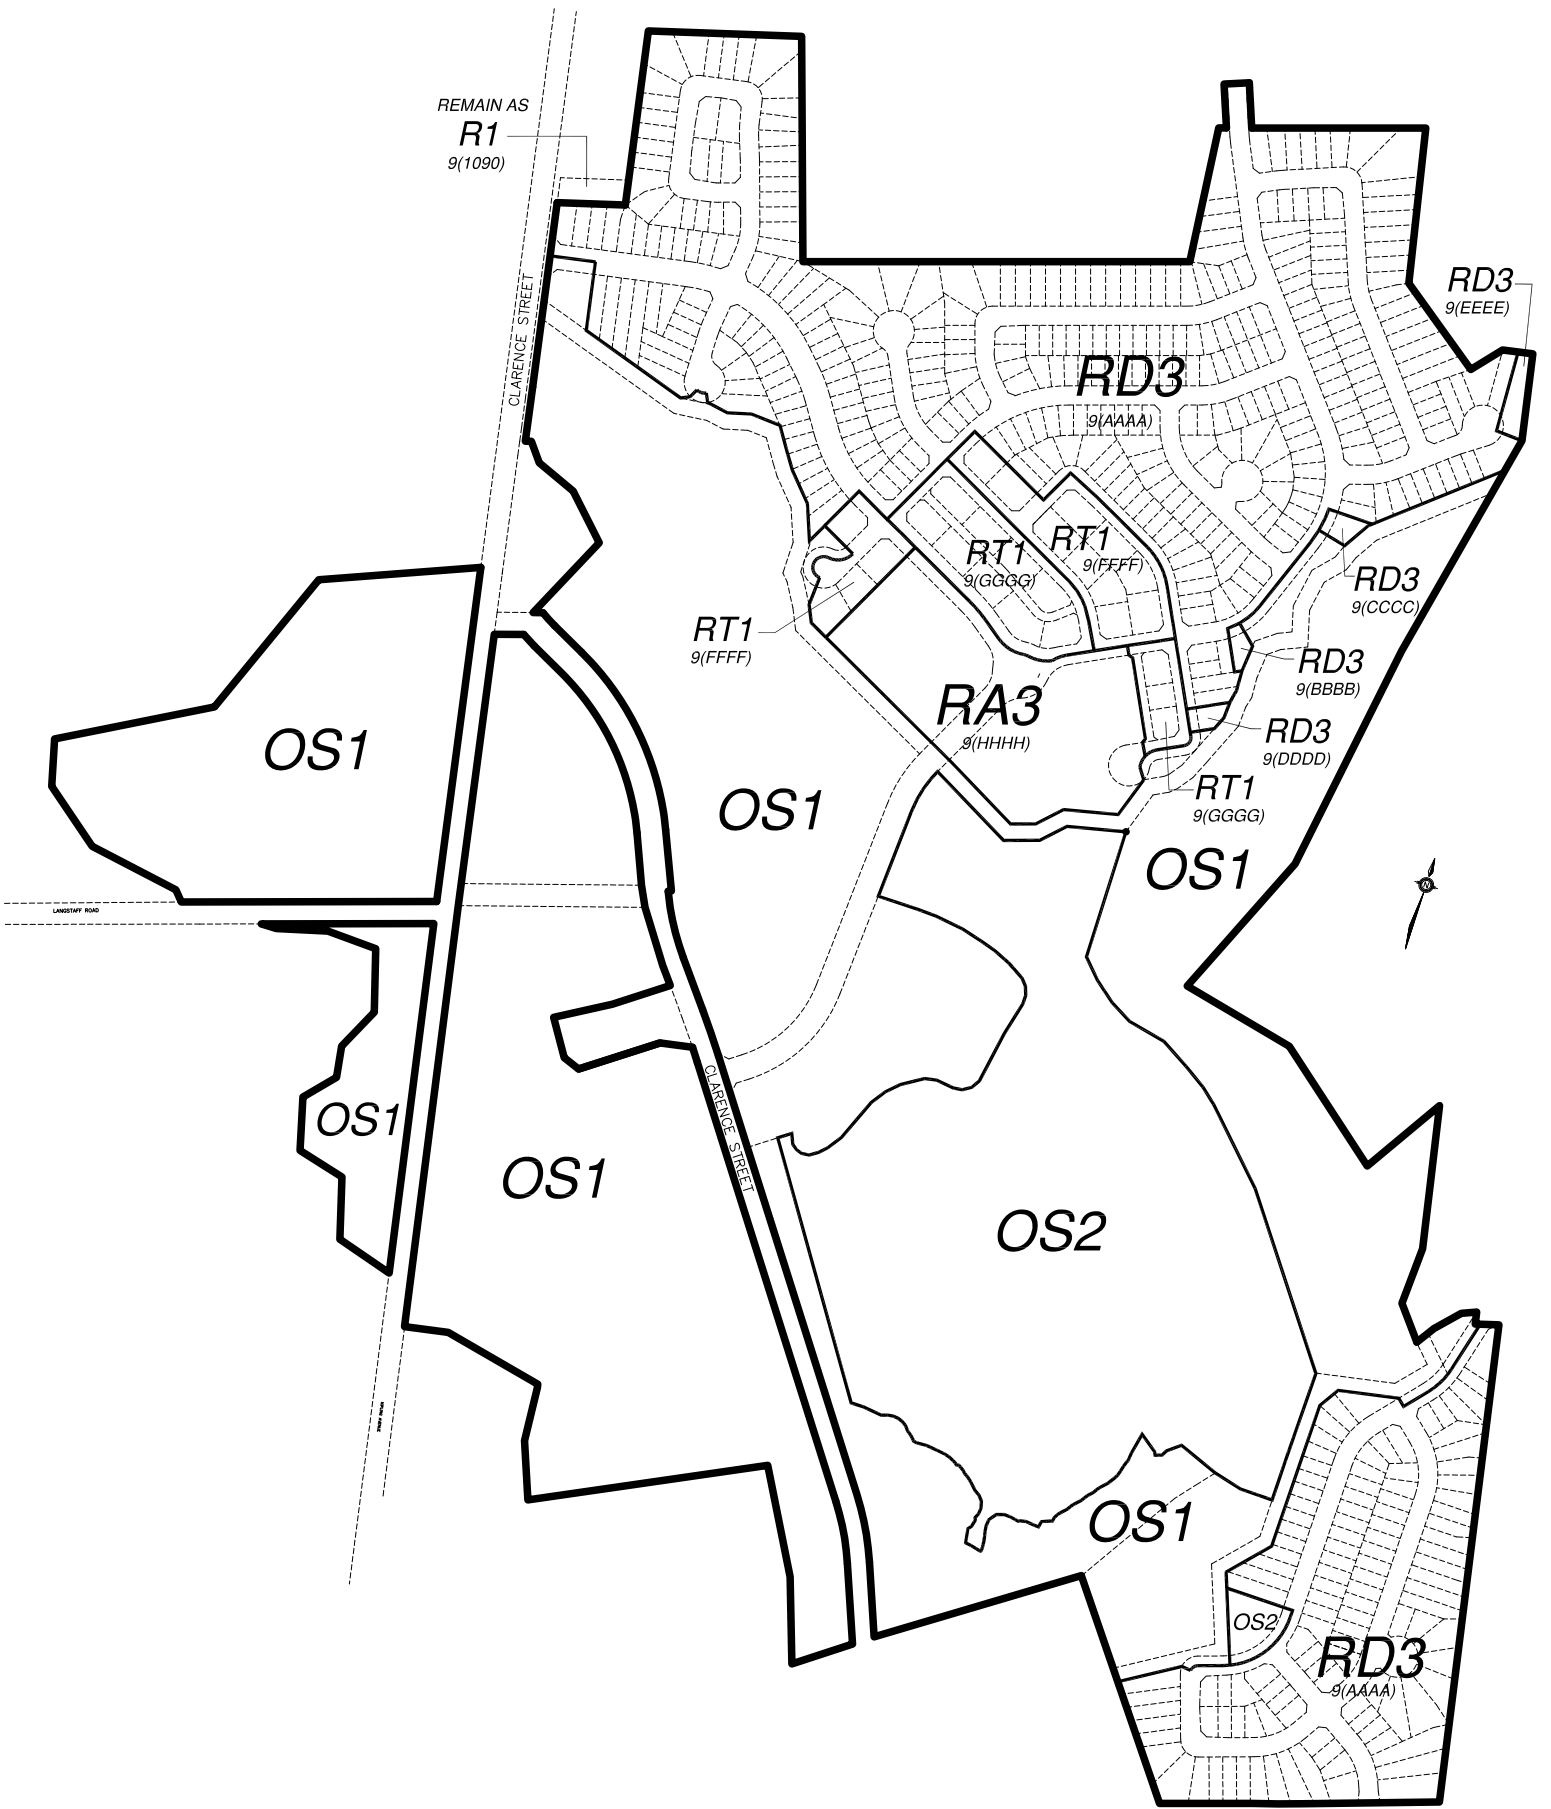 REMAIN AS
R1
9(1090)
CLARENCE STREET
RD3
9(EEEE)
RD3
9(AAAA)
RT1
9(GGGG)
RT1
9(FFFF)
RD3
9(CCCC)
RT1
9(FFFF)
RD3
9(BBBB)
RA3
9(HHHH)
RD3
9(DDDD)
RT1
9(GGGG)
OS1
OS1
OS1
N
LANGSTAFF ROAD
OS1
CLARENCE STREET
OS1
OS2
OS1
OS2
RD3
9(AAAA)